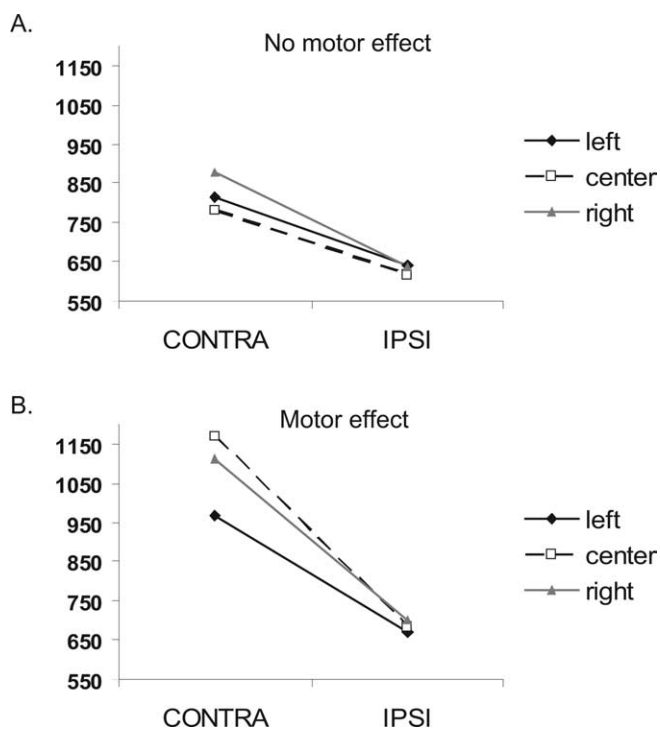 A.
No motor effect
1150
1050
950
850
750
650
550
CONTRA IPSI
left
center
right
B.
Motor effect
1150
1050
950
850
750
650
550
CONTRA IPSI
left
center
right